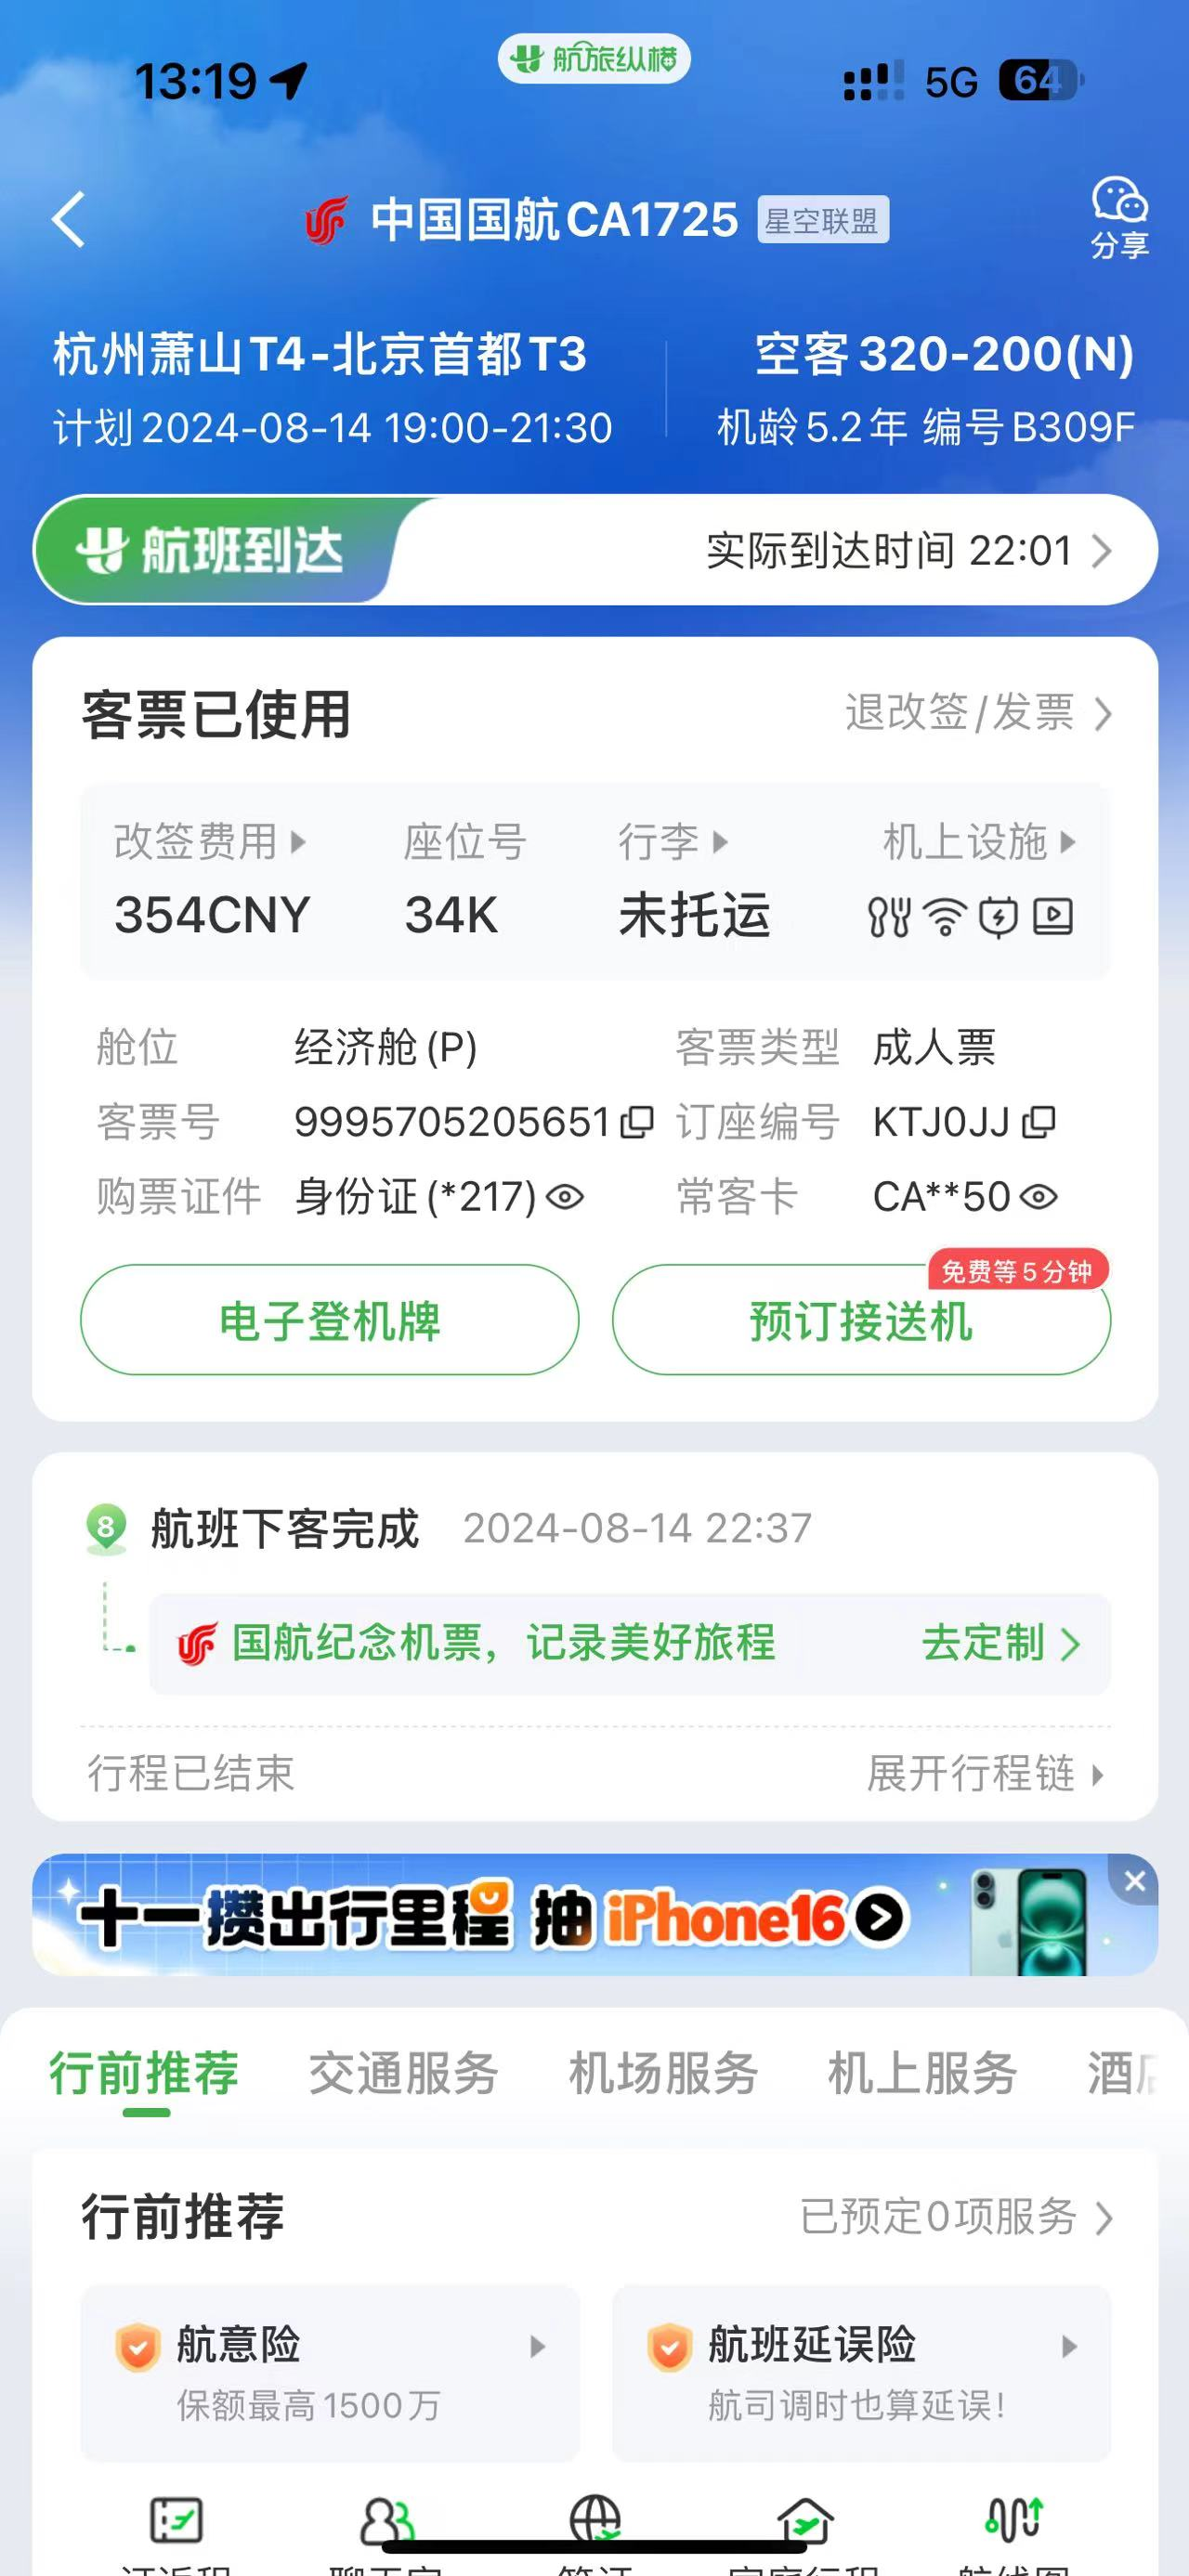 13:19
航旅纵横
5G 64
中国国航CA1725 星空联盟
分享
杭州萧山T4-北京首都T3
空客320-200(N)
计划2024-08-14 19:00-21:30
机龄5.2年 编号B309F
航班到达
实际到达时间 22:01
客票已使用
退改签/发票
改签费用 座位号 行李 机上设施
354CNY 34K 未托运
舱位 经济舱(P) 客票类型 成人票
客票号 9995705205651 订座编号 KTJ0JJ
购票证件 身份证(*217) 常客卡 CA**50
免费等5分钟
电子登机牌 预订接送机
8 航班下客完成 2024-08-14 22:37
国航纪念机票，记录美好旅程 去定制
行程已结束 展开行程链
十一攒出行里程 抽iPhone16
行前推荐 交通服务 机场服务 机上服务 酒
行前推荐 已预定0项服务
航意险 航班延误险
保额最高1500万 航司调时也算延误!